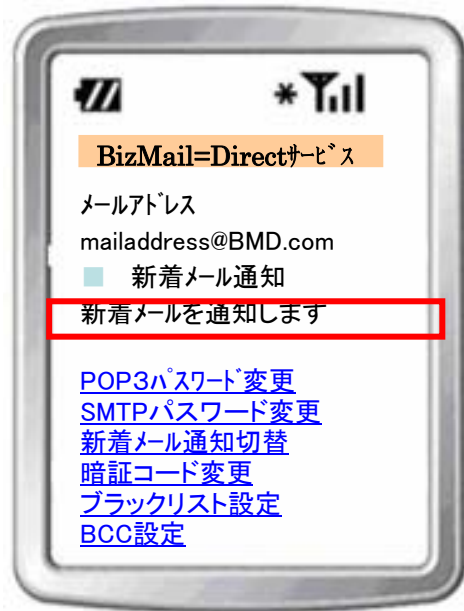 BizMail=Directｻｰﾋﾞｽ
ﾒｰﾙｱﾄﾞﾚｽ
mailaddress@BMD.com
新着ﾒｰﾙ通知
新着ﾒｰﾙを通知します
POP3ﾊﾟｽﾜｰﾄﾞ変更
SMTPパスワード変更
新着ﾒｰﾙ通知切替
暗証コード変更
ブラックリスト設定
BCC設定